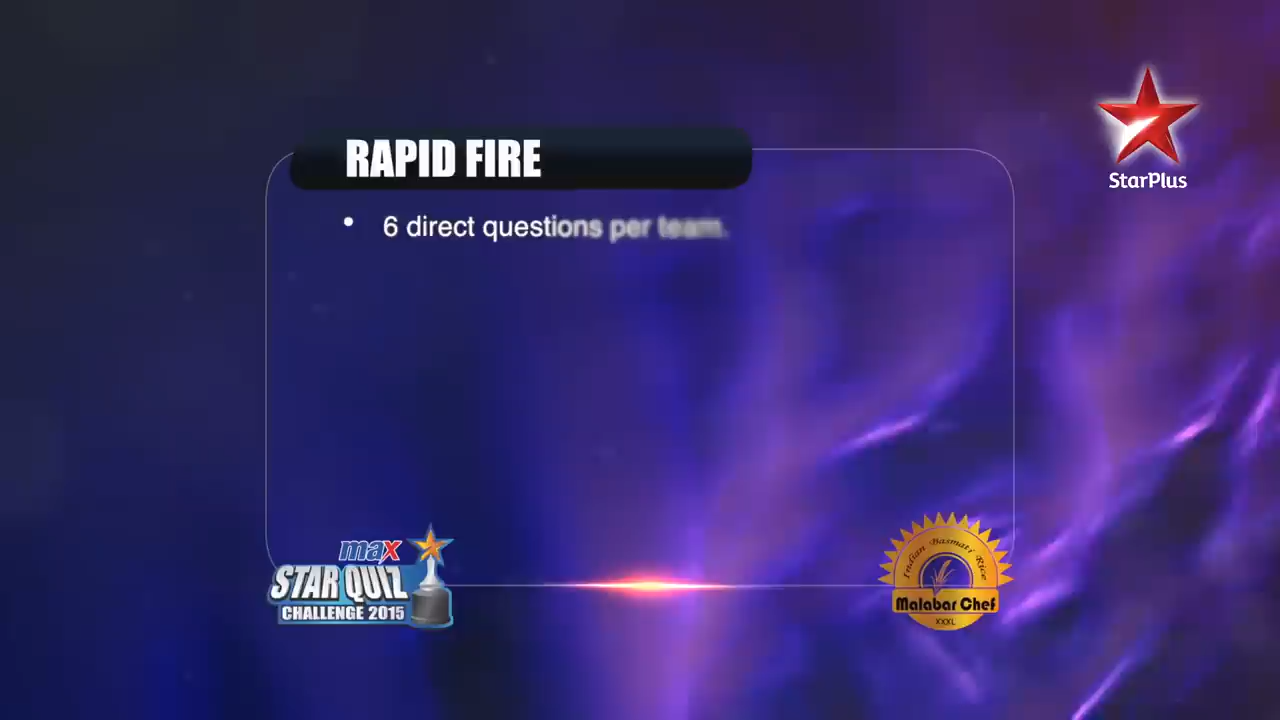 RAPID FIRE
StarPlus
• 6 direct questions per team.
max
STAR QUIZ
CHALLENGE 2015
Indian Basmati Rice
Malabar Chef
XXXL